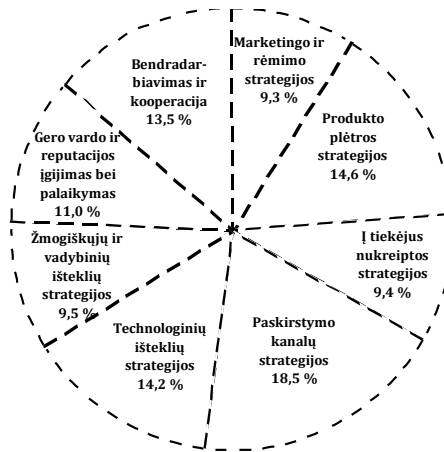 Marketingo ir
rėmimo
strategijos
9,3 %
Produkto
plėtros
strategijos
14,6 %
Į tiekėjus
nukreiptos
strategijos
9,4 %
Paskirstymo
kanalų
strategijos
18,5 %
Technologinių
išteklių
strategijos
14,2 %
Žmogiškųjų ir
vadybinių
išteklių
strategijos
9,5 %
Gero vardo ir
reputacijos
įgijimas bei
palaikymas
11,0 %
Bendradar-
biavimas ir
kooperacija
13,5 %